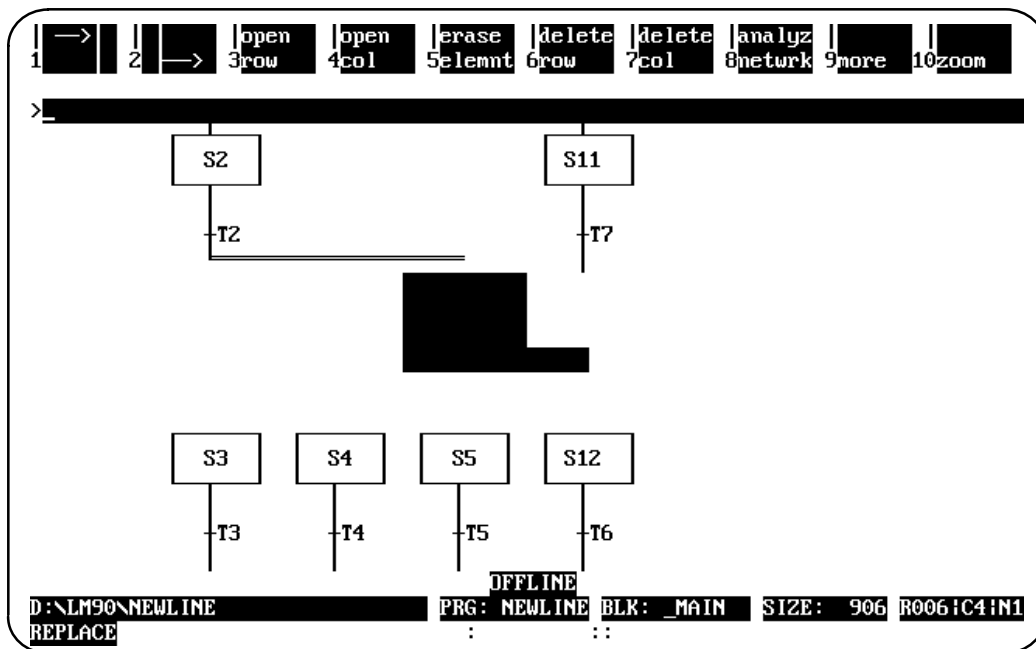 |open |open |erase |delete |delete |analyz
1 2 3row 4col 5elemnt 6row 7col 8netwrk 9more 10zoom
>_
S2 S11
T2 T7
S3 S4 S5 S12
T3 T4 T5 T6
OFFLINE
D:\LM90\NEWLINE PRG: NEWLINE BLK: _MAIN SIZE: 906 R006|C4|N1
REPLACE : ::